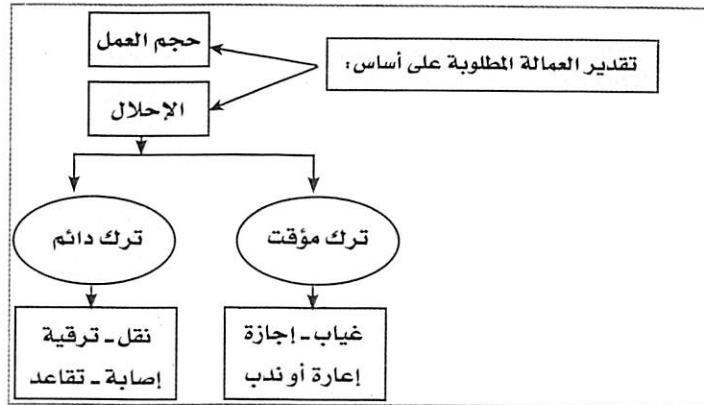 حجم العمل
تقدير العمالة المطلوبة على أساس:
الإحلال
ترك مؤقت
ترك دائم
غياب - إجازة
إعارة أو ندب
نقل - ترقية
إصابة - تقاعد